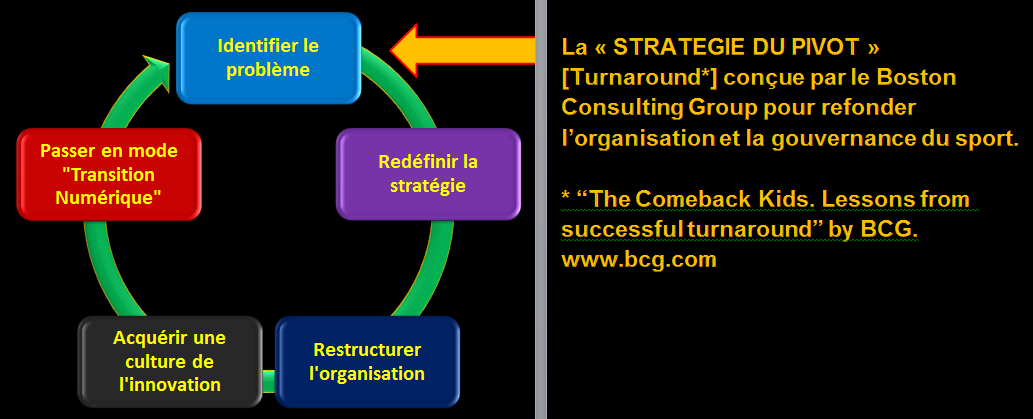 Identifier le
problème
Redéfinir la
stratégie
Restructurer
l'organisation
Acquérir une
culture de
l'innovation
Passer en mode
"Transition
Numérique"
La « STRATEGIE DU PIVOT »
[Turnaround*] conçue par le Boston
Consulting Group pour refonder
l’organisation et la gouvernance du sport.
* “The Comeback Kids. Lessons from
successful turnaround” by BCG.
www.bcg.com